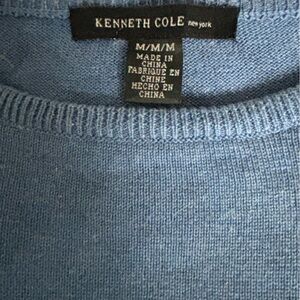 KENNETH COLE new york
M/M/M
MADE IN
CHINA
FABRIQUE EN
CHINE
HECHO EN
CHINA